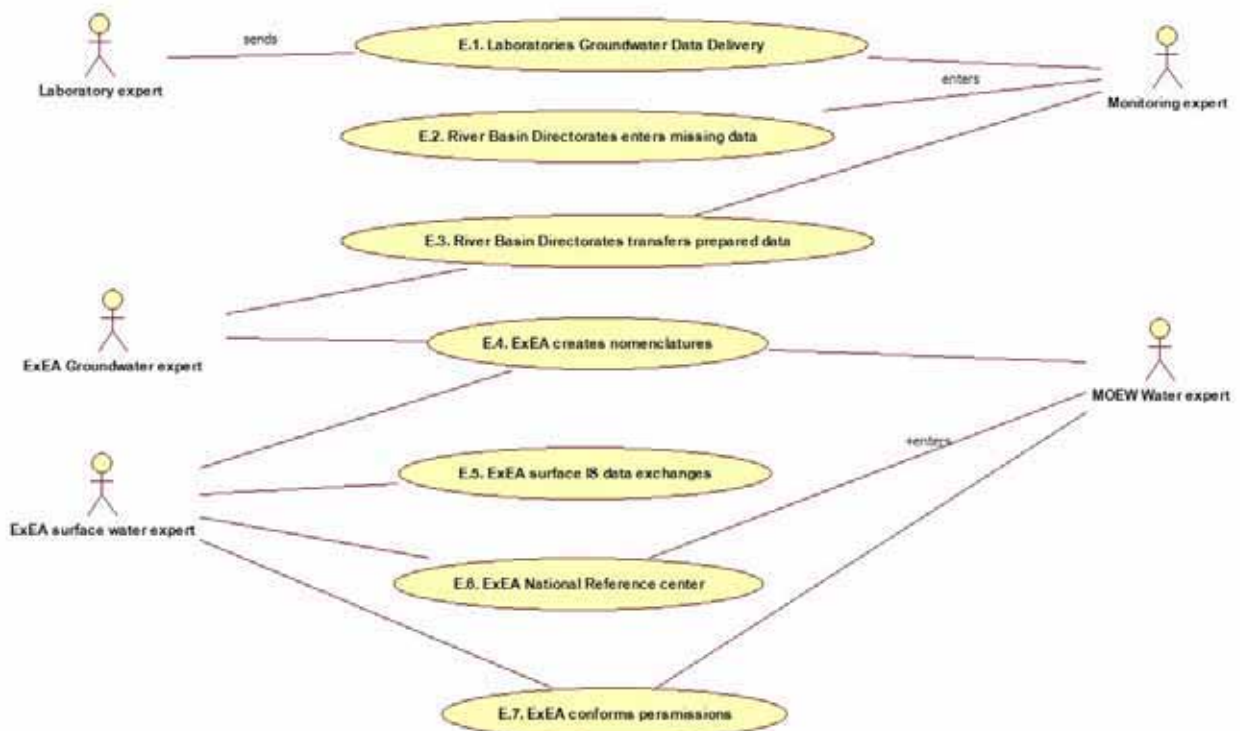 sends
E.1. Laboratories Groundwater Data Delivery
Laboratory expert
enters
Monitoring expert
E.2. River Basin Directorates enters missing data
E.3. River Basin Directorates transfers prepared data
ExEA Groundwater expert
E.4. ExEA creates nomenclatures
MOEW Water expert
+enters
E.5. ExEA surface IS data exchanges
ExEA surface water expert
E.6. ExEA National Reference center
E.7. ExEA conforms persmissions